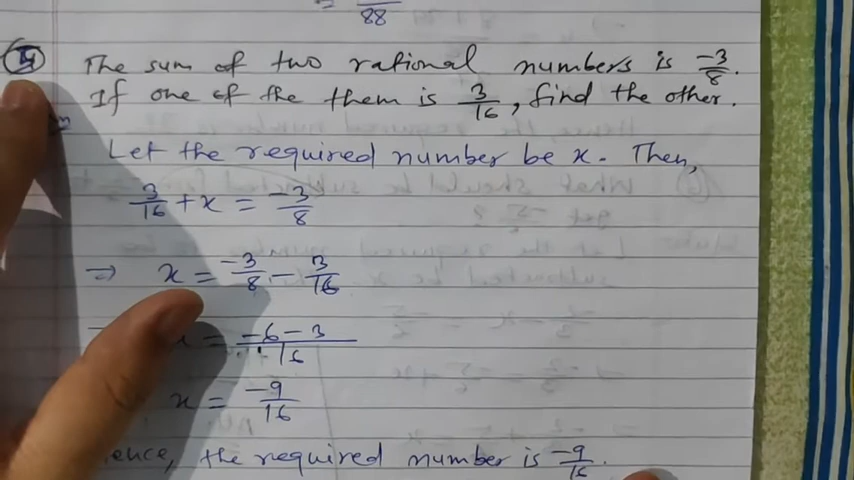 88
The sum of two rational numbers is -3/8.
If one of the them is 3/16, find the other.
Let the required number be x. Then,
3/16 + x = -3/8
⇒ x = -3/8 - 3/16
x = -6-3/16
x = -9/16
the required number is -9/16.